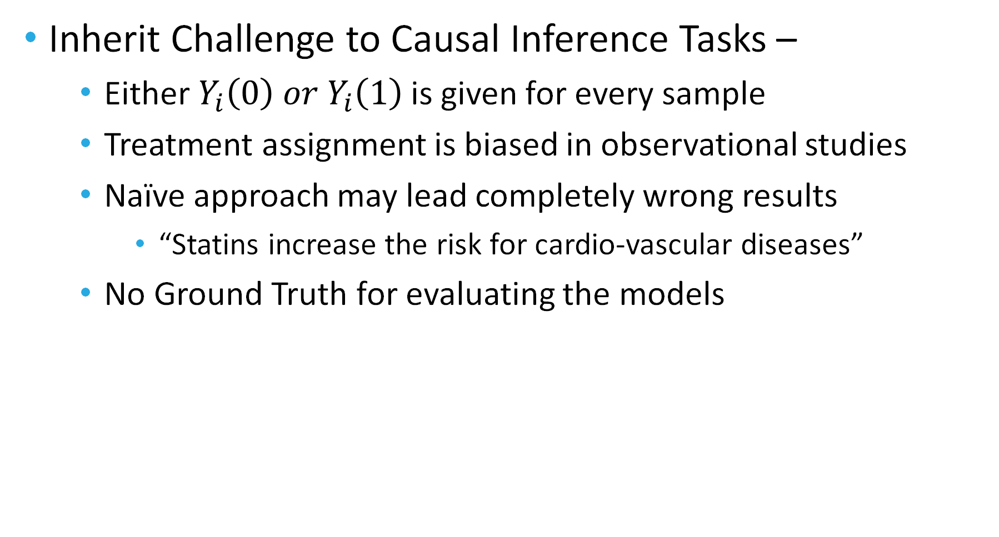 • Inherit Challenge to Causal Inference Tasks –
• Either Yᵢ(0) or Yᵢ(1) is given for every sample
• Treatment assignment is biased in observational studies
• Naïve approach may lead completely wrong results
• “Statins increase the risk for cardio-vascular diseases”
• No Ground Truth for evaluating the models